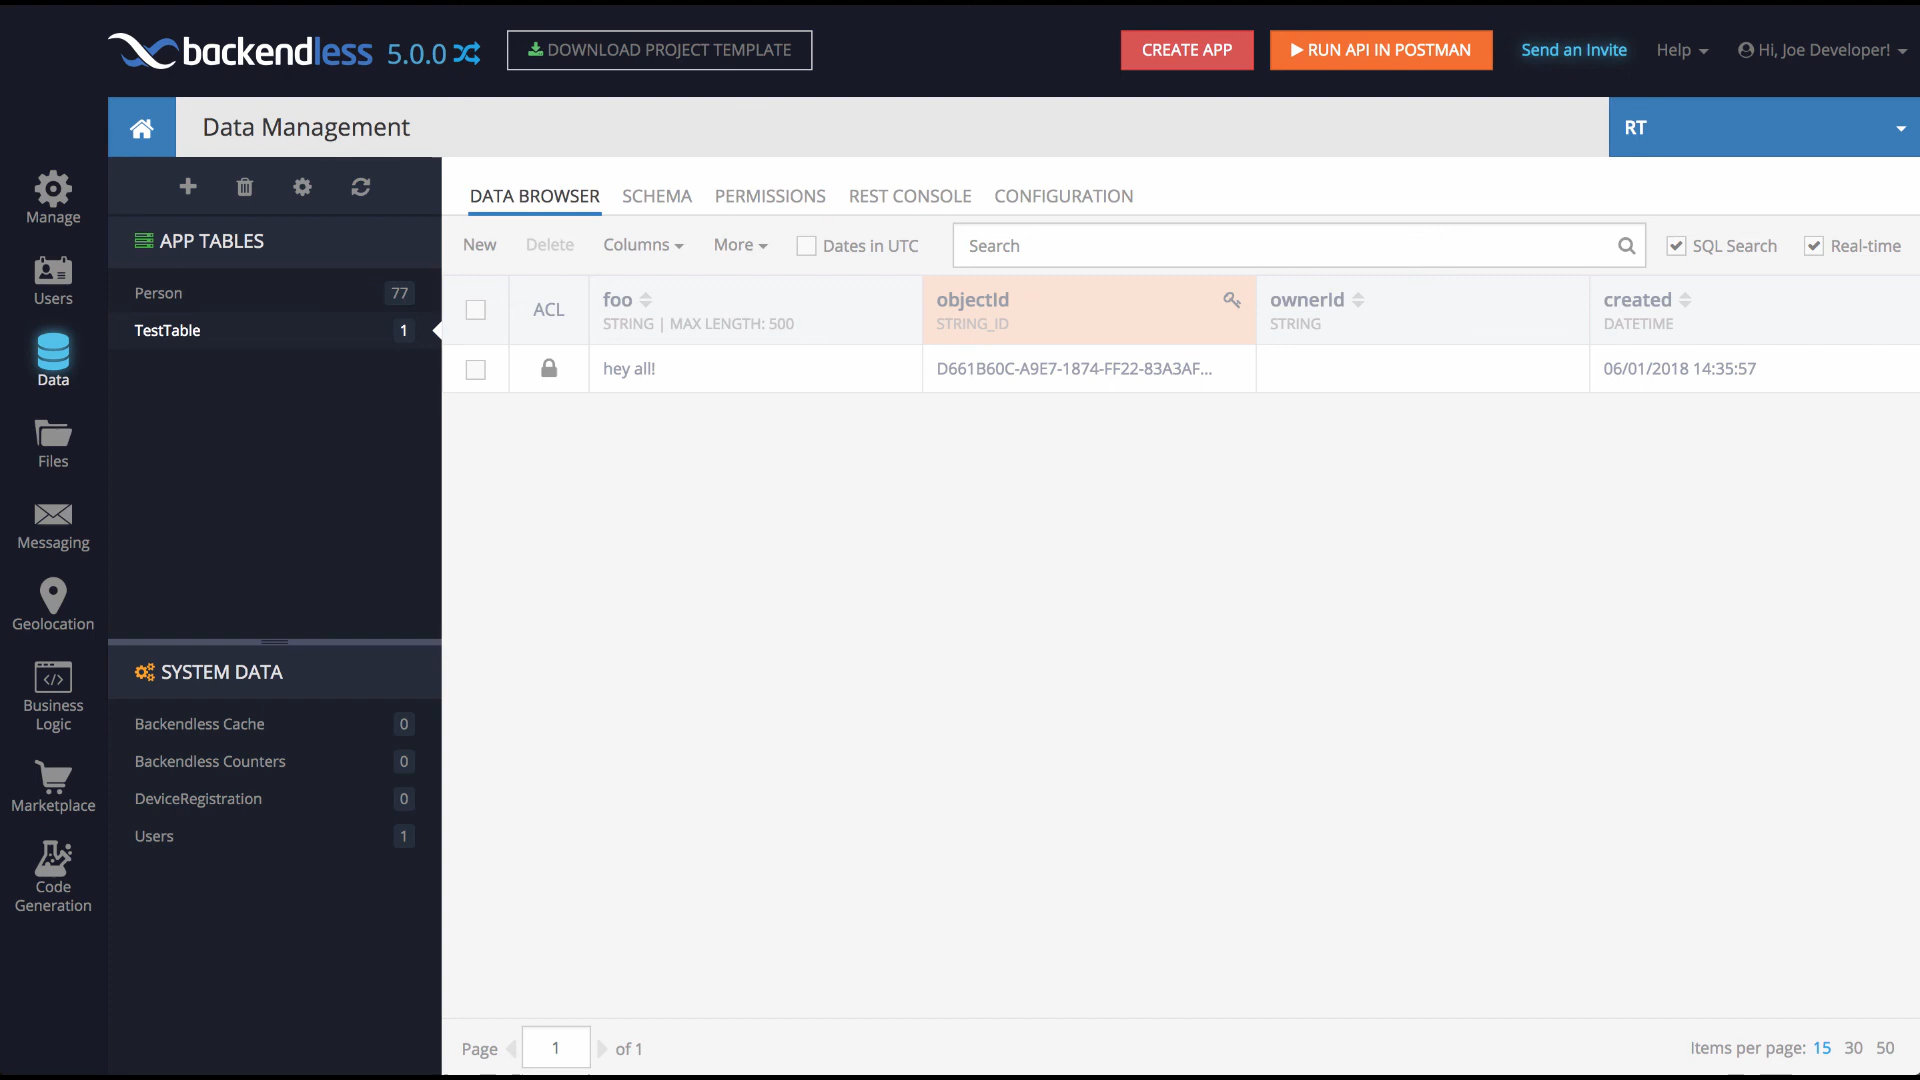 backendless 5.0.0
DOWNLOAD PROJECT TEMPLATE
CREATE APP
RUN API IN POSTMAN
Send an Invite
Help
Hi, Joe Developer!
Data Management
RT
Manage
Users
Data
Files
Messaging
Geolocation
Business
Logic
Marketplace
Code
Generation
APP TABLES
Person 77
TestTable 1
SYSTEM DATA
Backendless Cache 0
Backendless Counters 0
DeviceRegistration 0
Users 1
DATA BROWSER SCHEMA PERMISSIONS REST CONSOLE CONFIGURATION
New Delete Columns More Dates in UTC Search SQL Search Real-time
ACL foo objectId ownerId created
STRING | MAX LENGTH: 500 STRING_ID STRING DATETIME
hey all! D661B60C-A9E7-1874-FF22-83A3AF... 06/01/2018 14:35:57
Page 1 of 1
Items per page: 15 30 50